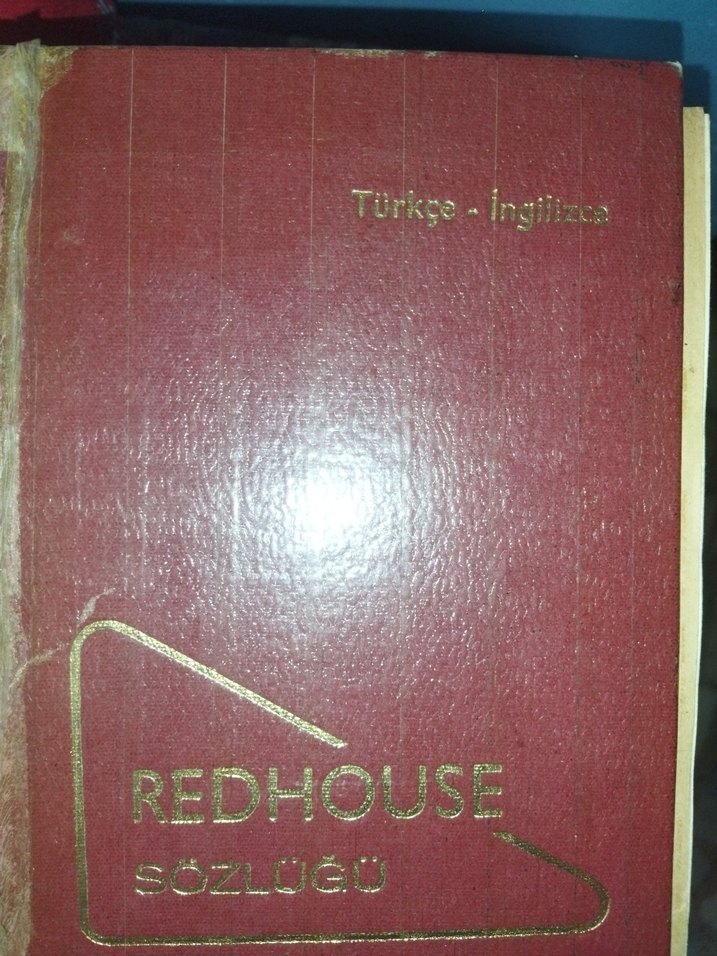 Türkçe - İngilizce
REDHOUSE
SÖZLÜĞÜ